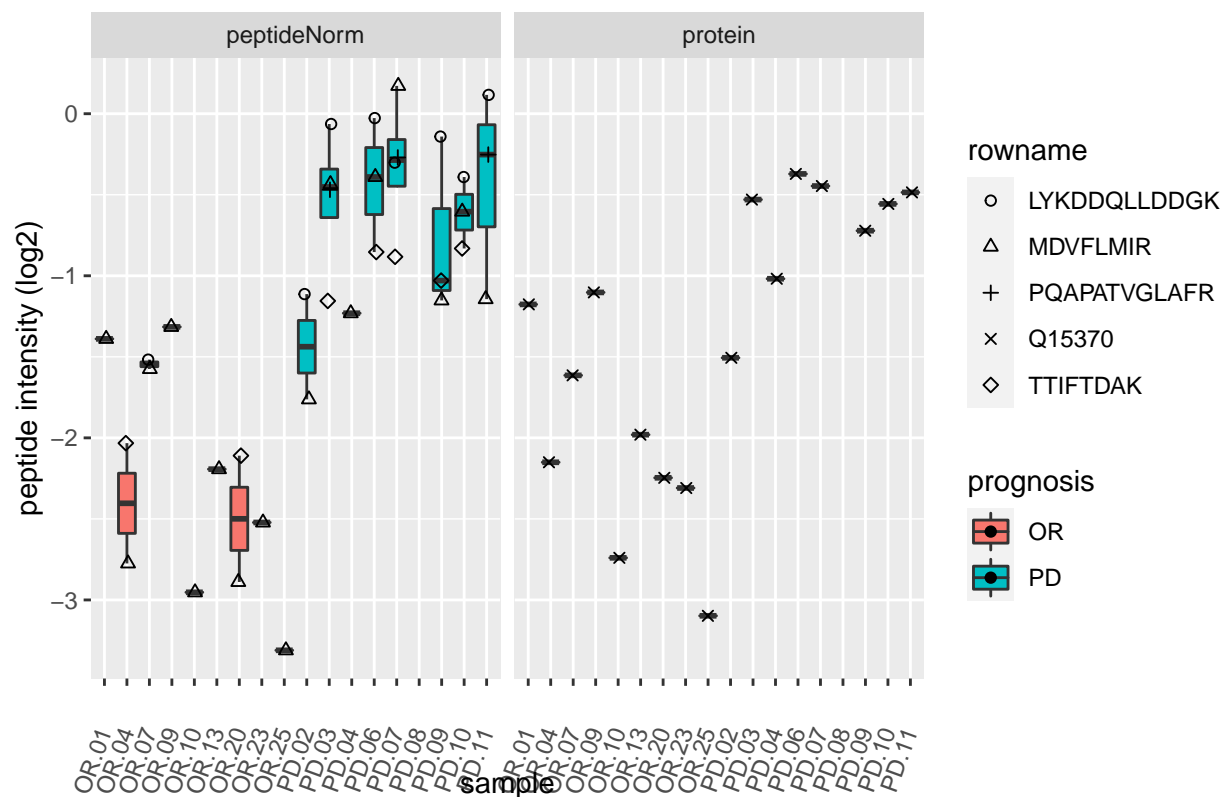 peptideNorm
protein
0
−1
−2
−3
peptide intensity (log2)
OR.01
OR.04
OR.07
OR.09
OR.10
OR.13
OR.20
OR.23
OR.25
PD.02
PD.03
PD.04
PD.06
PD.07
PD.08
PD.09
PD.10
PD.11
OR.01
OR.04
OR.07
OR.09
OR.10
OR.13
OR.20
OR.23
OR.25
PD.02
PD.03
PD.04
PD.06
PD.07
PD.08
PD.09
PD.10
PD.11
sample
rowname
LYKDDQLLDDGK
MDVFLMIR
PQAPATVGLAFR
Q15370
TTIFTDAK
prognosis
OR
PD